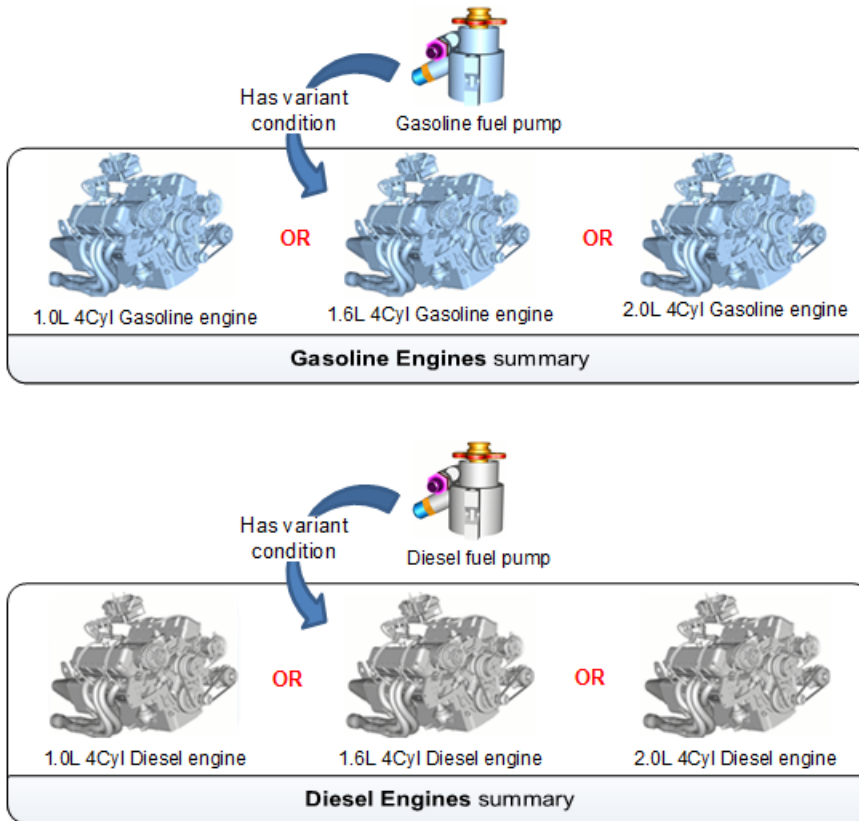 Has variant
condition
Gasoline fuel pump
OR
OR
1.0L 4Cyl Gasoline engine
1.6L 4Cyl Gasoline engine
2.0L 4Cyl Gasoline engine
Gasoline Engines summary
Has variant
condition
Diesel fuel pump
OR
OR
1.0L 4Cyl Diesel engine
1.6L 4Cyl Diesel engine
2.0L 4Cyl Diesel engine
Diesel Engines summary